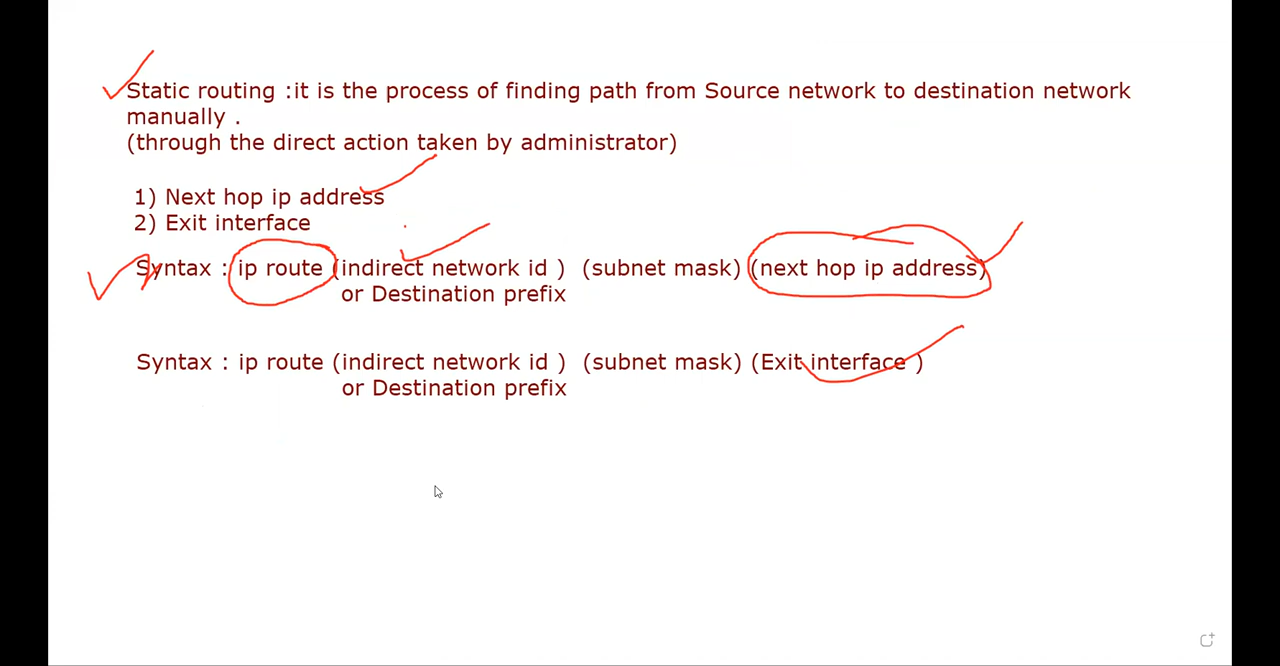 Static routing :it is the process of finding path from Source network to destination network
manually .
(through the direct action taken by administrator)
1) Next hop ip address
2) Exit interface
Syntax : ip route (indirect network id ) (subnet mask) (next hop ip address)
or Destination prefix
Syntax : ip route (indirect network id ) (subnet mask) (Exit interface )
or Destination prefix